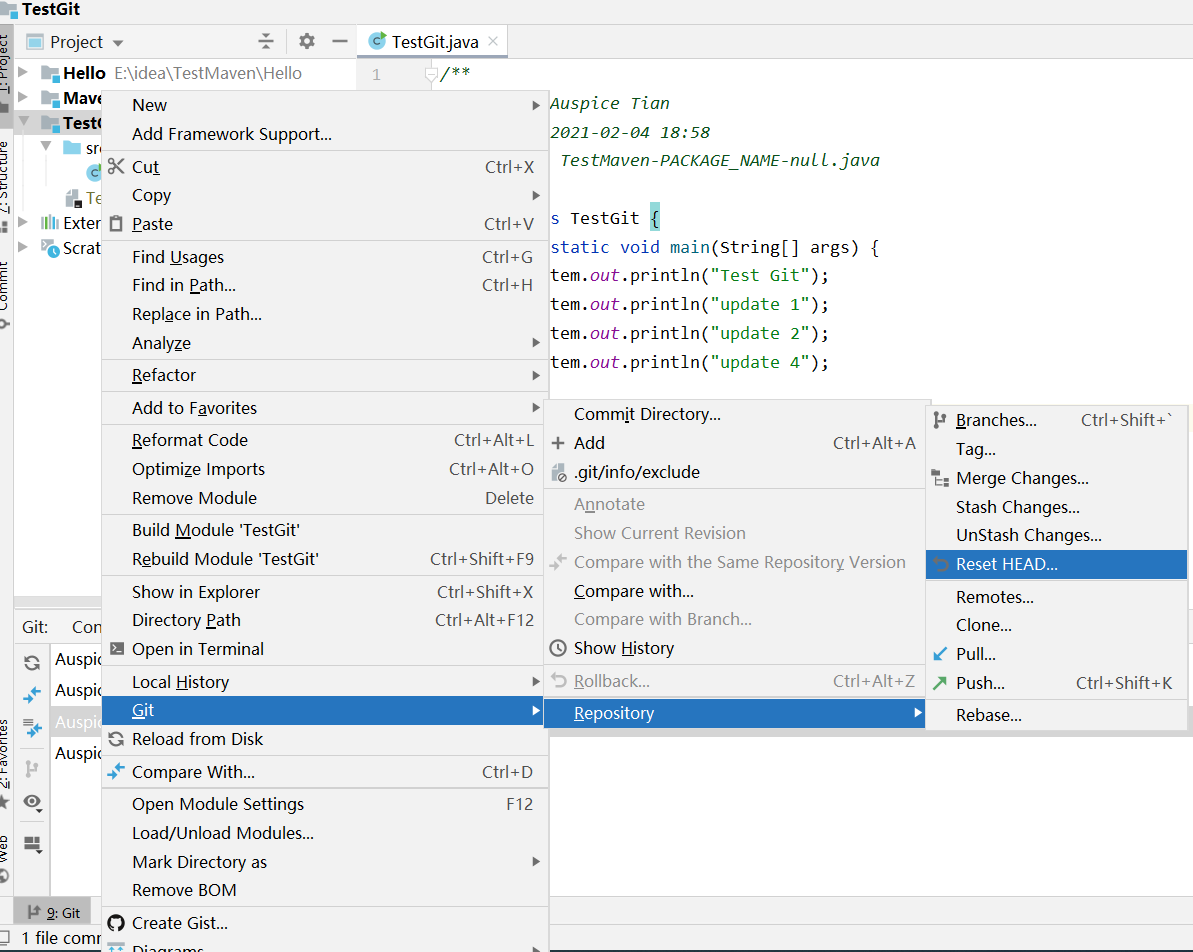 TestGit
Project
TestGit.java
1: Project
Hello E:\idea\TestMaven\Hello
1 /**
Auspice Tian
2021-02-04 18:58
TestMaven-PACKAGE_NAME-null.java
s TestGit {
static void main(String[] args) {
tem.out.println("Test Git");
tem.out.println("update 1");
tem.out.println("update 2");
tem.out.println("update 4");
Mave
TestG
src
Te
Exter
Scrat
7: Structure
Commit
2: Favorites
Web
New
Add Framework Support...
Cut Ctrl+X
Copy
Paste Ctrl+V
Find Usages Ctrl+G
Find in Path... Ctrl+H
Replace in Path...
Analyze
Refactor
Add to Favorites
Reformat Code Ctrl+Alt+L
Optimize Imports Ctrl+Alt+O
Remove Module Delete
Build Module 'TestGit'
Rebuild Module 'TestGit' Ctrl+Shift+F9
Show in Explorer Ctrl+Shift+X
Directory Path Ctrl+Alt+F12
Open in Terminal
Local History
Git
Reload from Disk
Compare With... Ctrl+D
Open Module Settings F12
Load/Unload Modules...
Mark Directory as
Remove BOM
Create Gist...
Diagrams
Commit Directory...
Add Ctrl+Alt+A
.git/info/exclude
Annotate
Show Current Revision
Compare with the Same Repository Version
Compare with...
Compare with Branch...
Show History
Rollback... Ctrl+Alt+Z
Repository
Branches... Ctrl+Shift+`
Tag...
Merge Changes...
Stash Changes...
UnStash Changes...
Reset HEAD...
Remotes...
Clone...
Pull...
Push... Ctrl+Shift+K
Rebase...
Git: Con
Auspic
Auspic
Auspic
Auspic
9: Git
1 file comm